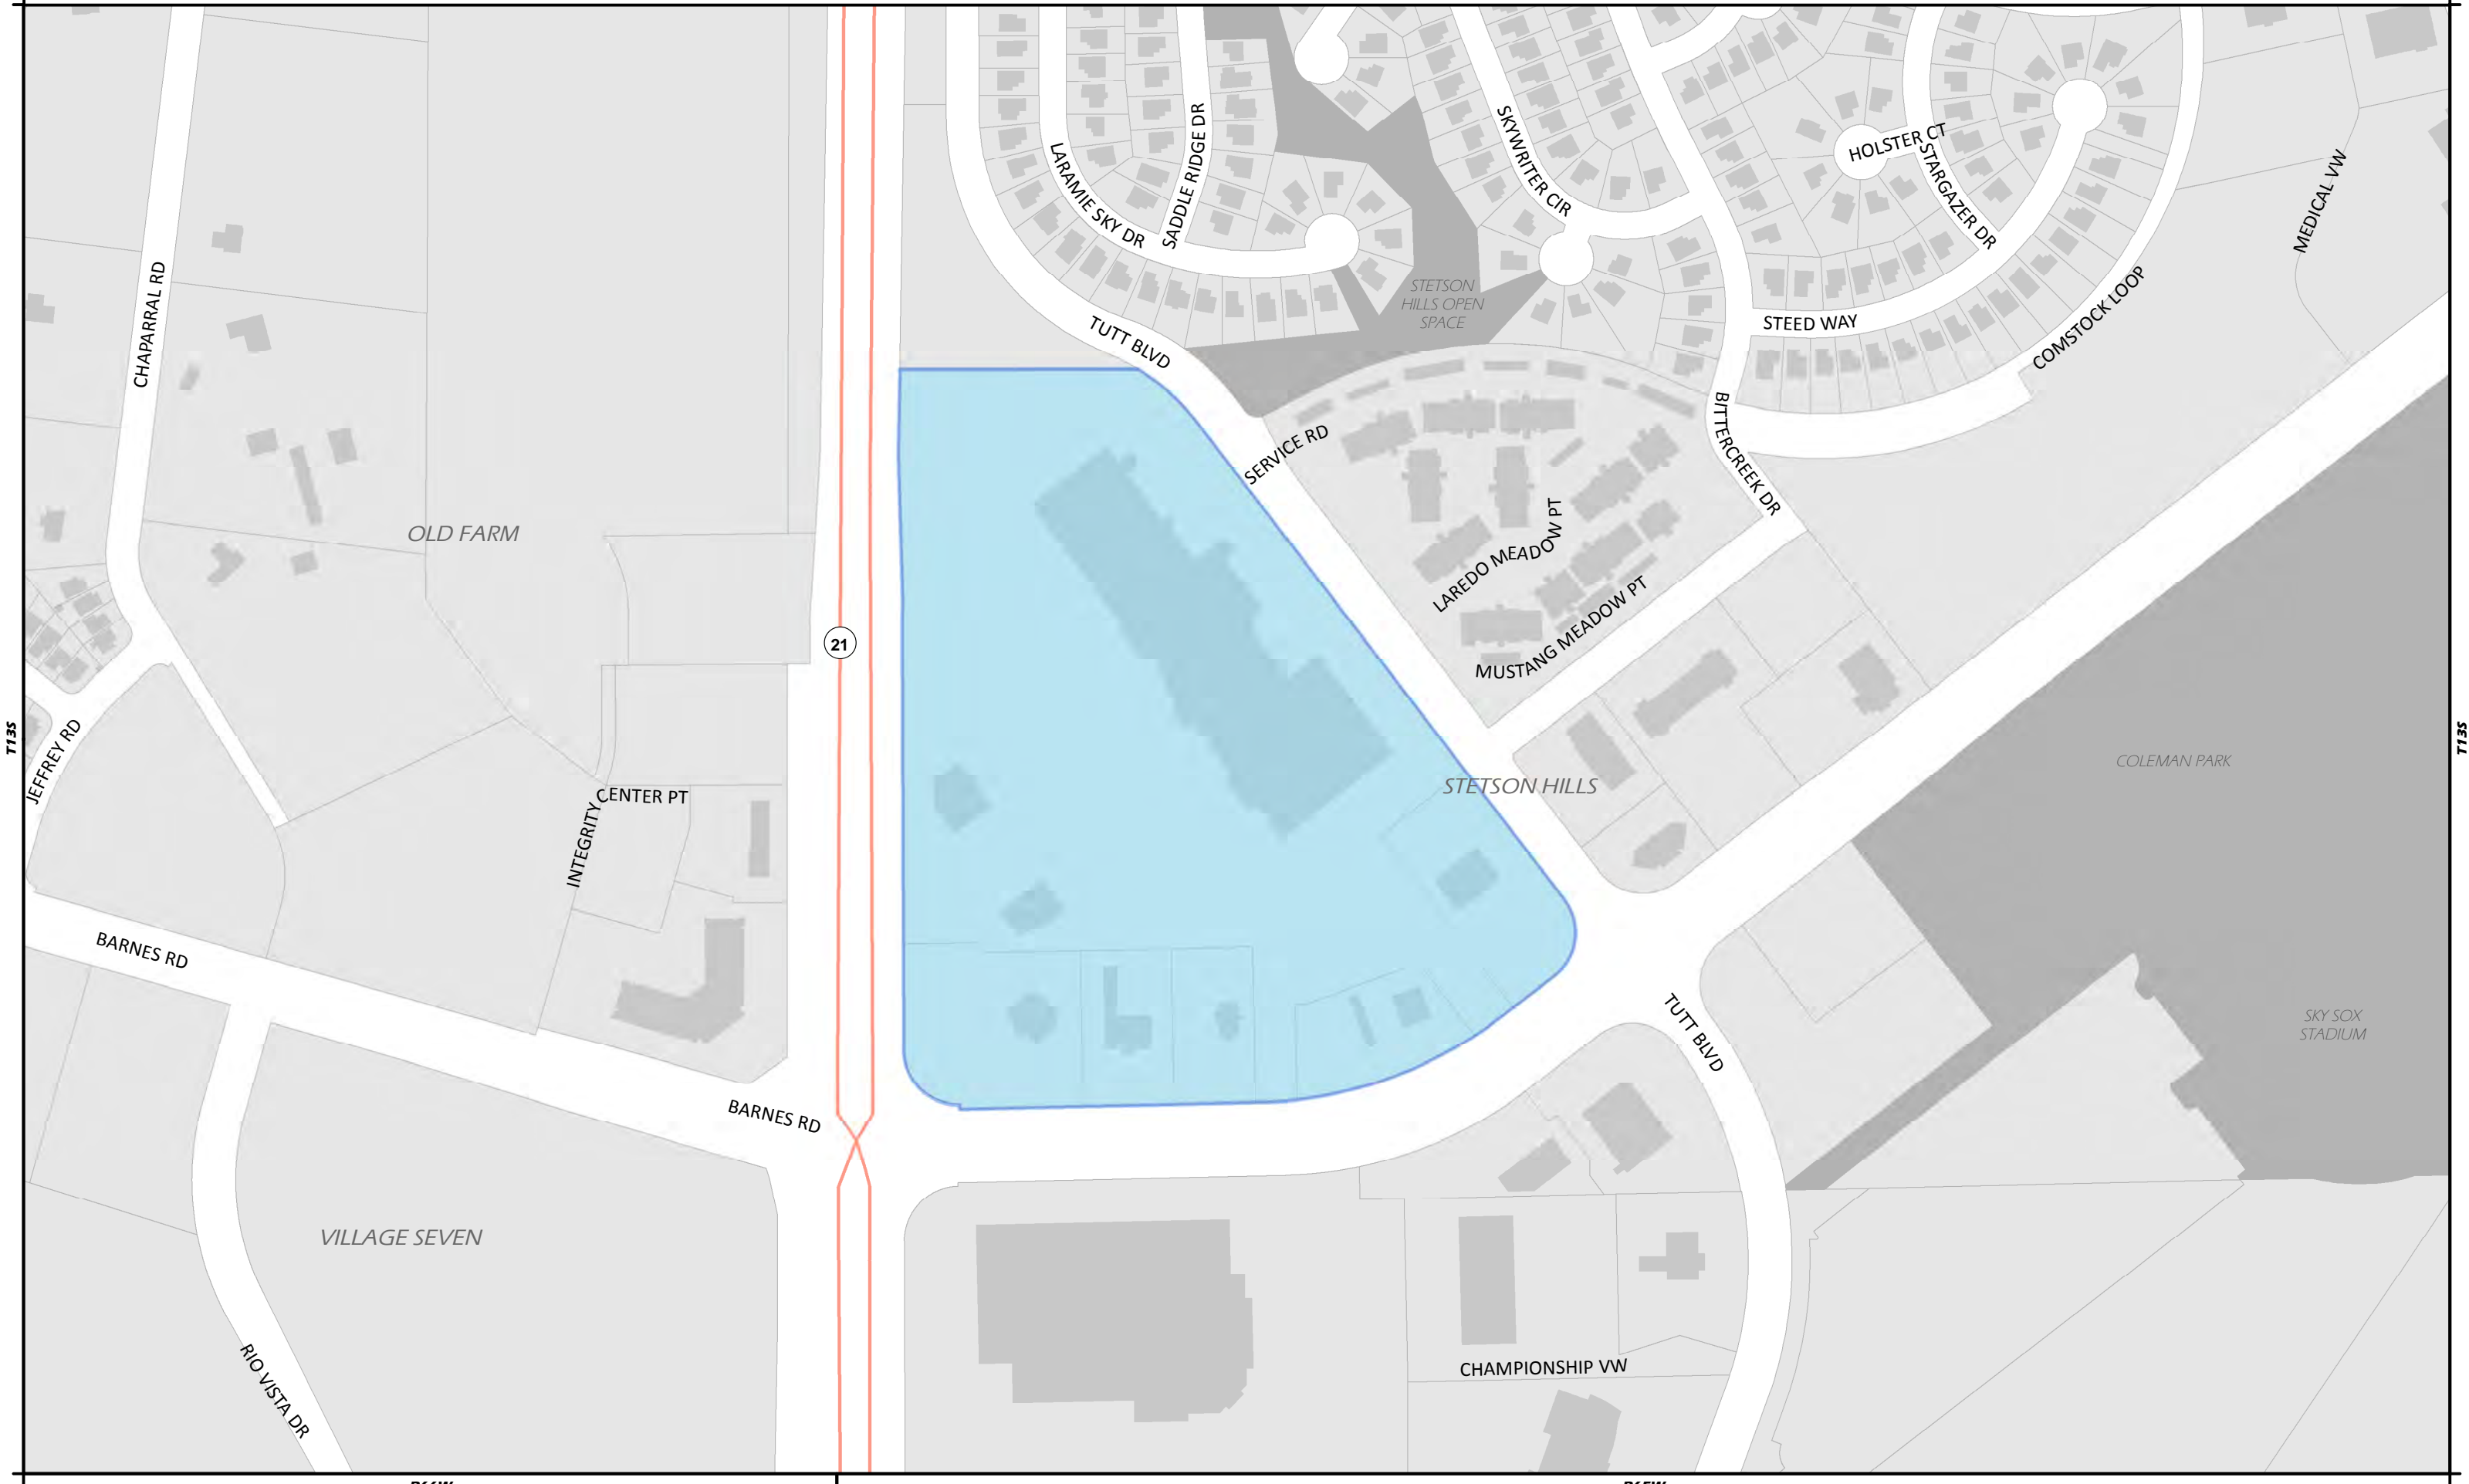 CHAPARRAL RD
LARAMIE SKY DR
SADDLE RIDGE DR
SKYWRITER CIR
HOLSTER CT
STARGAZER DR
MEDICAL VW
STETSON
HILLS OPEN
SPACE
TUTT BLVD
STEED WAY
COMSTOCK LOOP
SERVICE RD
BITTERCREEK DR
OLD FARM
LAREDO MEADOW PT
MUSTANG MEADOW PT
21
T13S
T13S
JEFFREY RD
STETSON HILLS
COLEMAN PARK
INTEGRITY
CENTER PT
BARNES RD
BARNES RD
TUTT BLVD
SKY SOX
STADIUM
VILLAGE SEVEN
RIO VISTA DR
CHAMPIONSHIP VW